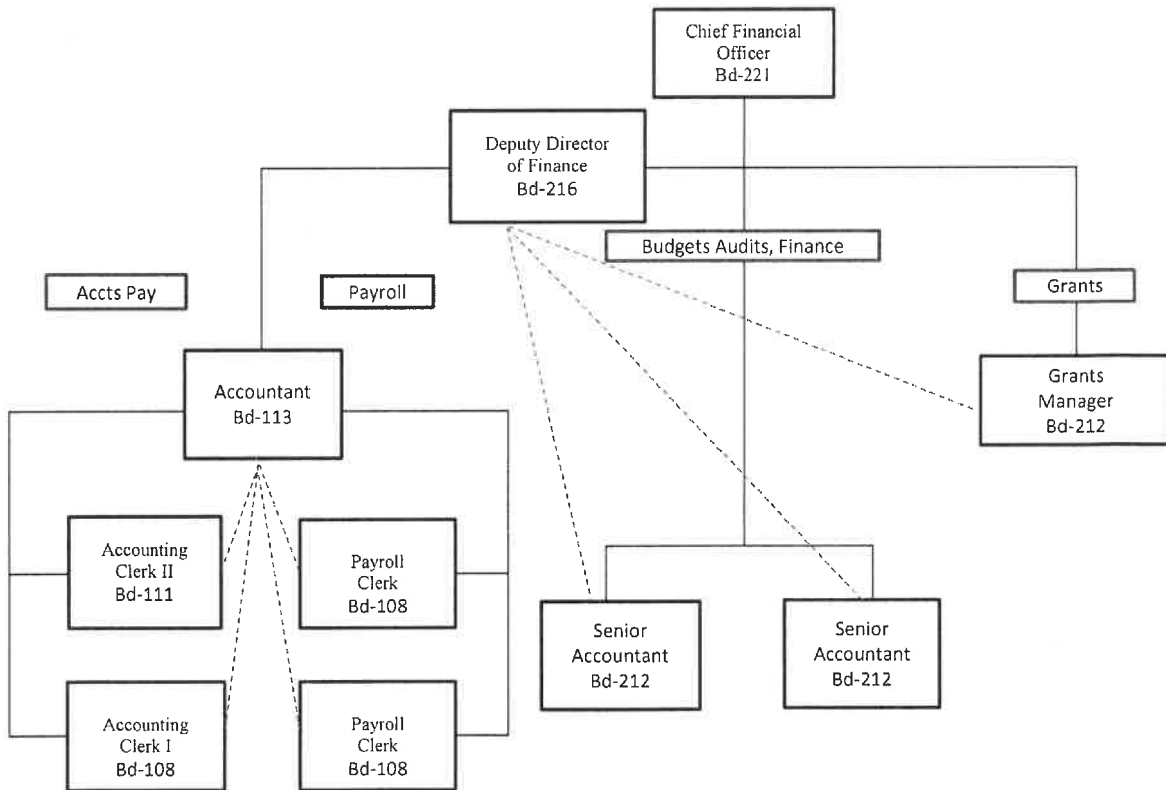 Chief Financial
Officer
Bd-221
Deputy Director
of Finance
Bd-216
Budgets Audits, Finance
Accts Pay
Payroll
Grants
Accountant
Bd-113
Grants
Manager
Bd-212
Accounting
Clerk II
Bd-111
Payroll
Clerk
Bd-108
Senior
Accountant
Bd-212
Senior
Accountant
Bd-212
Accounting
Clerk I
Bd-108
Payroll
Clerk
Bd-108